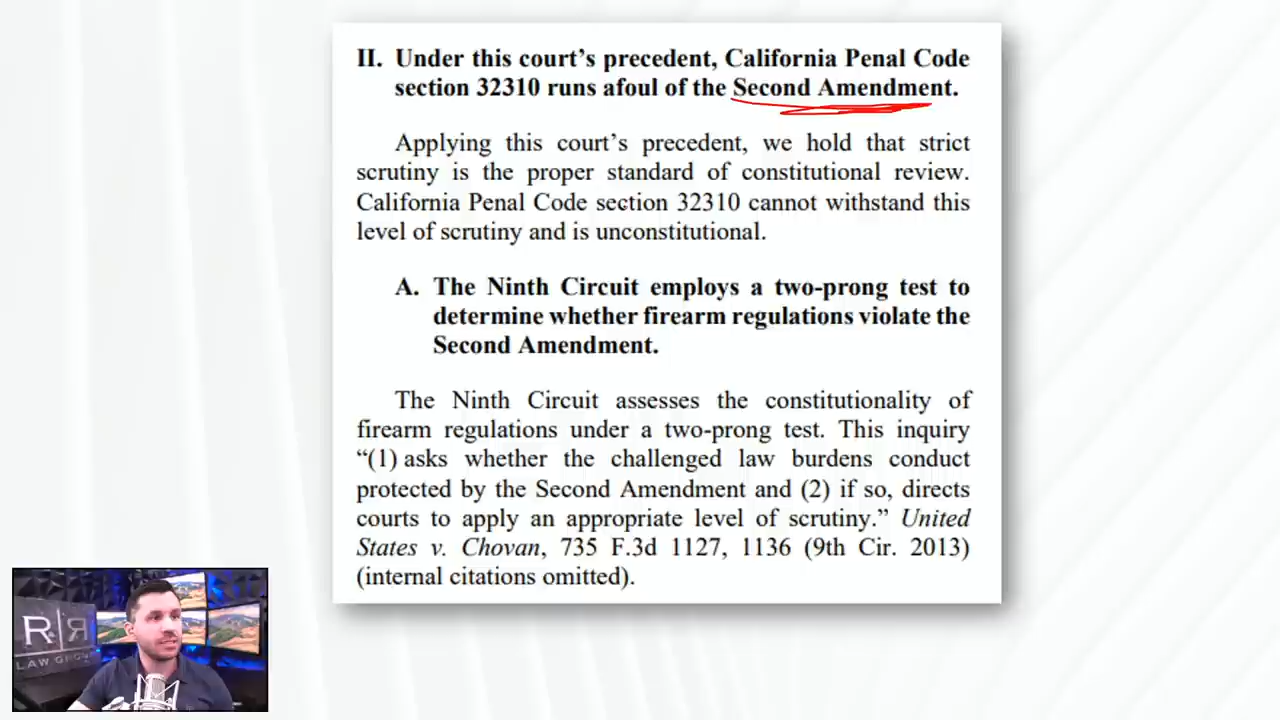 II. Under this court’s precedent, California Penal Code
section 32310 runs afoul of the Second Amendment.
Applying this court’s precedent, we hold that strict
scrutiny is the proper standard of constitutional review.
California Penal Code section 32310 cannot withstand this
level of scrutiny and is unconstitutional.
A. The Ninth Circuit employs a two-prong test to
determine whether firearm regulations violate the
Second Amendment.
The Ninth Circuit assesses the constitutionality of
firearm regulations under a two-prong test. This inquiry
“(1) asks whether the challenged law burdens conduct
protected by the Second Amendment and (2) if so, directs
courts to apply an appropriate level of scrutiny.” United
States v. Chovan, 735 F.3d 1127, 1136 (9th Cir. 2013)
(internal citations omitted).
R|R
LAW GROUP